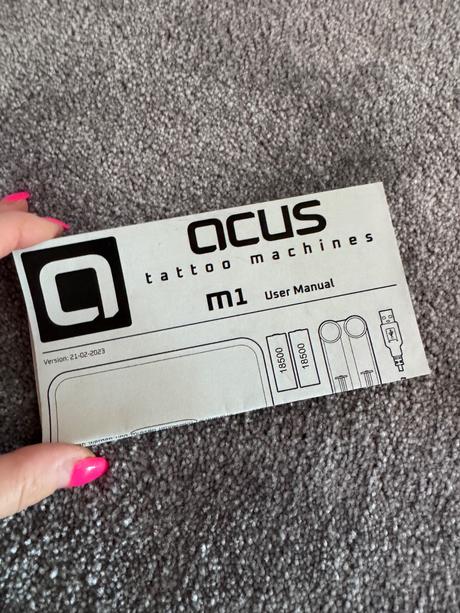 acus
tattoo machines
m1 User Manual
Version: 21-02-2023
18500
18500